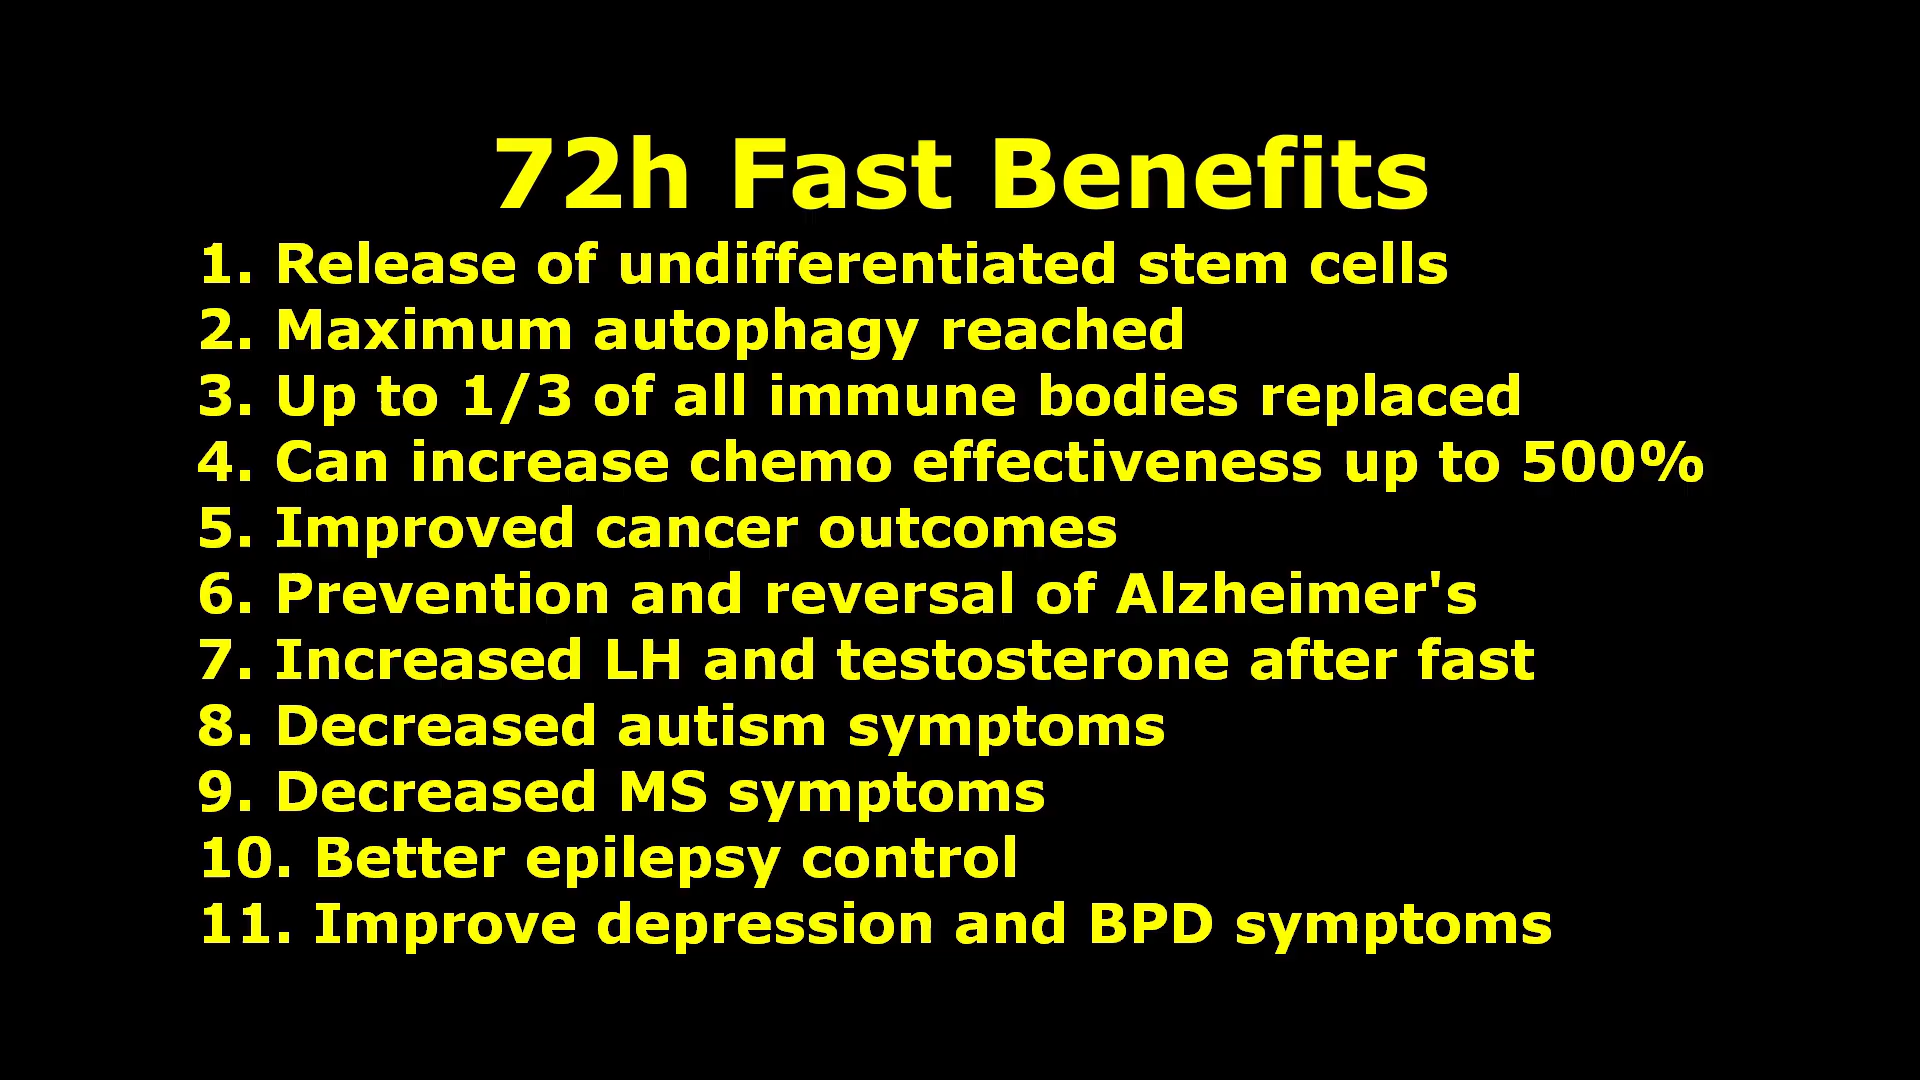 72h Fast Benefits
1. Release of undifferentiated stem cells
2. Maximum autophagy reached
3. Up to 1/3 of all immune bodies replaced
4. Can increase chemo effectiveness up to 500%
5. Improved cancer outcomes
6. Prevention and reversal of Alzheimer's
7. Increased LH and testosterone after fast
8. Decreased autism symptoms
9. Decreased MS symptoms
10. Better epilepsy control
11. Improve depression and BPD symptoms